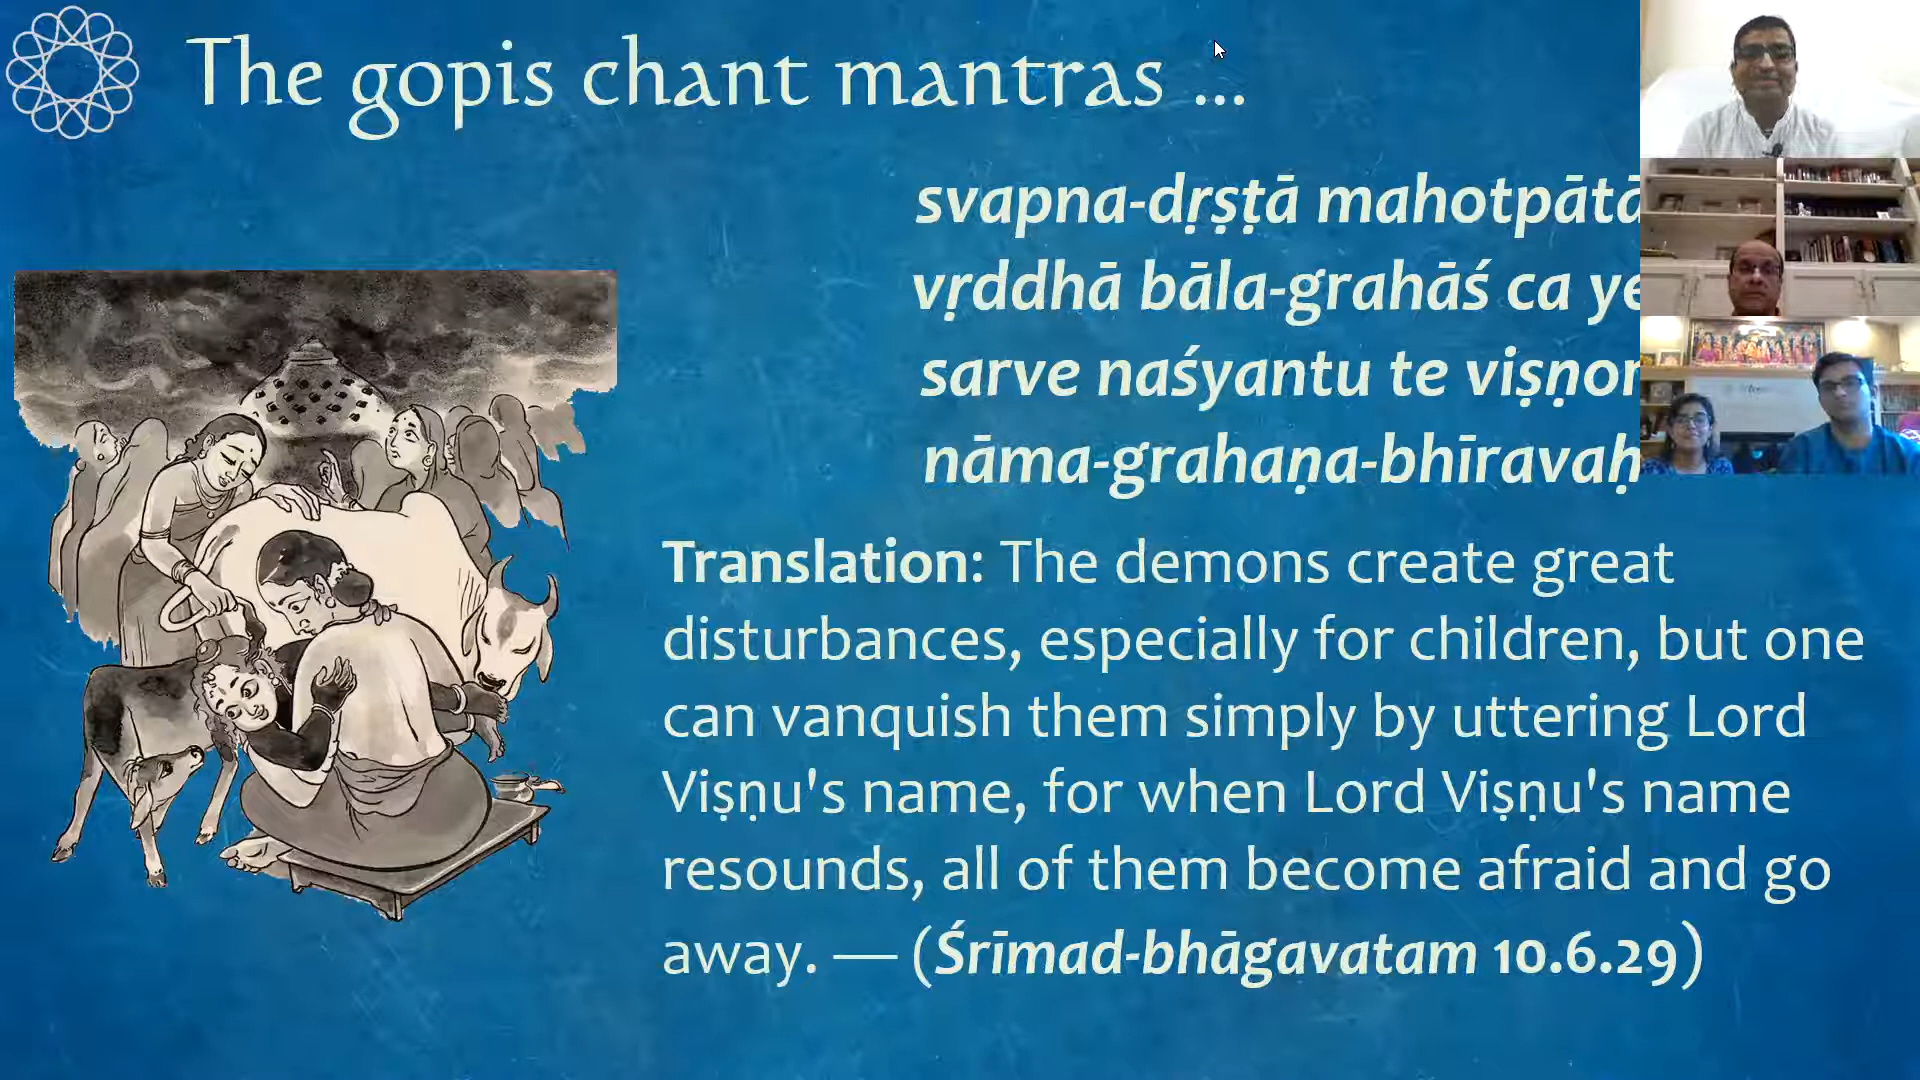 The gopis chant mantras ...
svapna-dṛṣṭā mahotpātā
vṛddhā bāla-grahāś ca ye
sarve naśyantu te viṣṇor
nāma-grahaṇa-bhīravaḥ
Translation: The demons create great
disturbances, especially for children, but one
can vanquish them simply by uttering Lord
Viṣṇu's name, for when Lord Viṣṇu's name
resounds, all of them become afraid and go
away. — (Śrīmad-bhāgavatam 10.6.29)